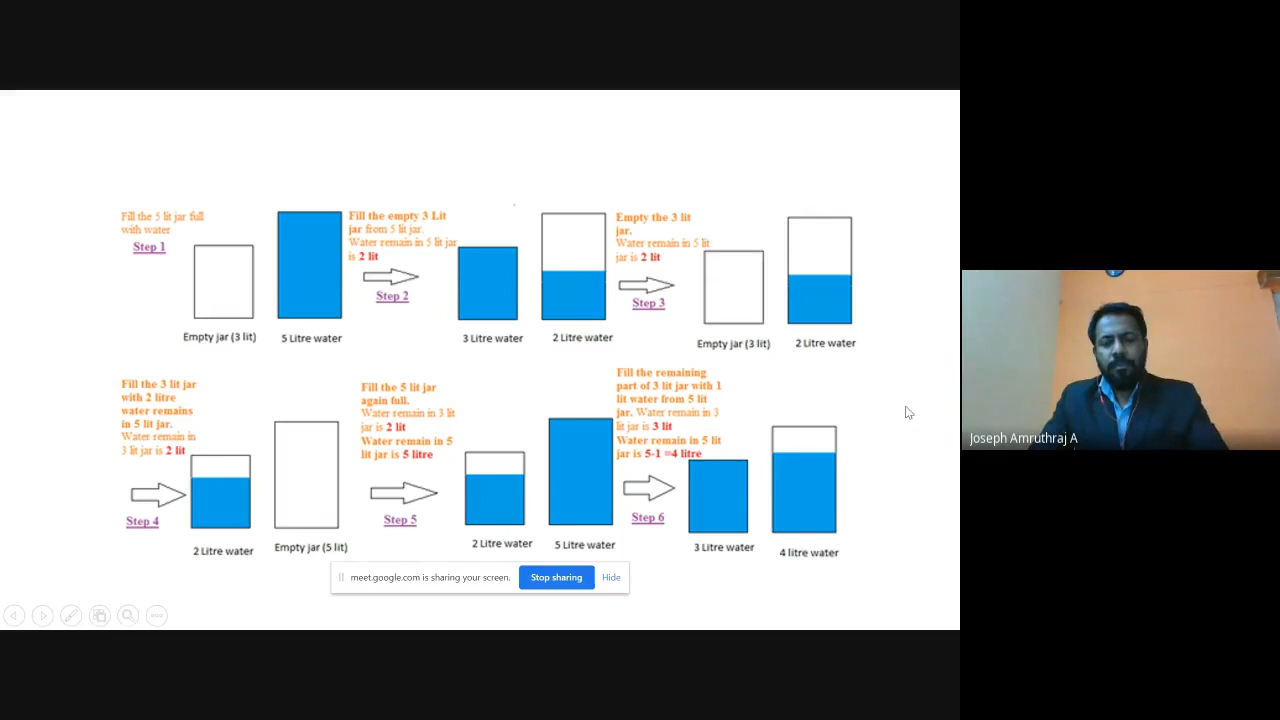 Fill the 5 lit jar full
with water
Step 1
Empty jar (3 lit)
5 Litre water
Fill the empty 3 Lit
jar from 5 lit jar.
Water remain in 5 lit jar
is 2 lit
Step 2
3 Litre water
2 Litre water
Empty the 3 lit
jar.
Water remain in 5 lit
jar is 2 lit
Step 3
Empty jar (3 lit)
2 Litre water
Fill the 3 lit jar
with 2 litre
water remains
in 5 lit jar.
Water remain in
3 lit jar is 2 lit
Step 4
2 Litre water
Empty jar (5 lit)
Fill the 5 lit jar
again full.
Water remain in 3 lit
jar is 2 lit
Water remain in 5
lit jar is 5 litre
Step 5
2 Litre water
5 Litre water
Fill the remaining
part of 3 lit jar with 1
lit water from 5 lit
jar. Water remain in 3
lit jar is 3 lit
Water remain in 5 lit
jar is 5-1 =4 litre
Step 6
3 Litre water
4 litre water
meet.google.com is sharing your screen.
Stop sharing
Hide
Joseph Amruthraj A